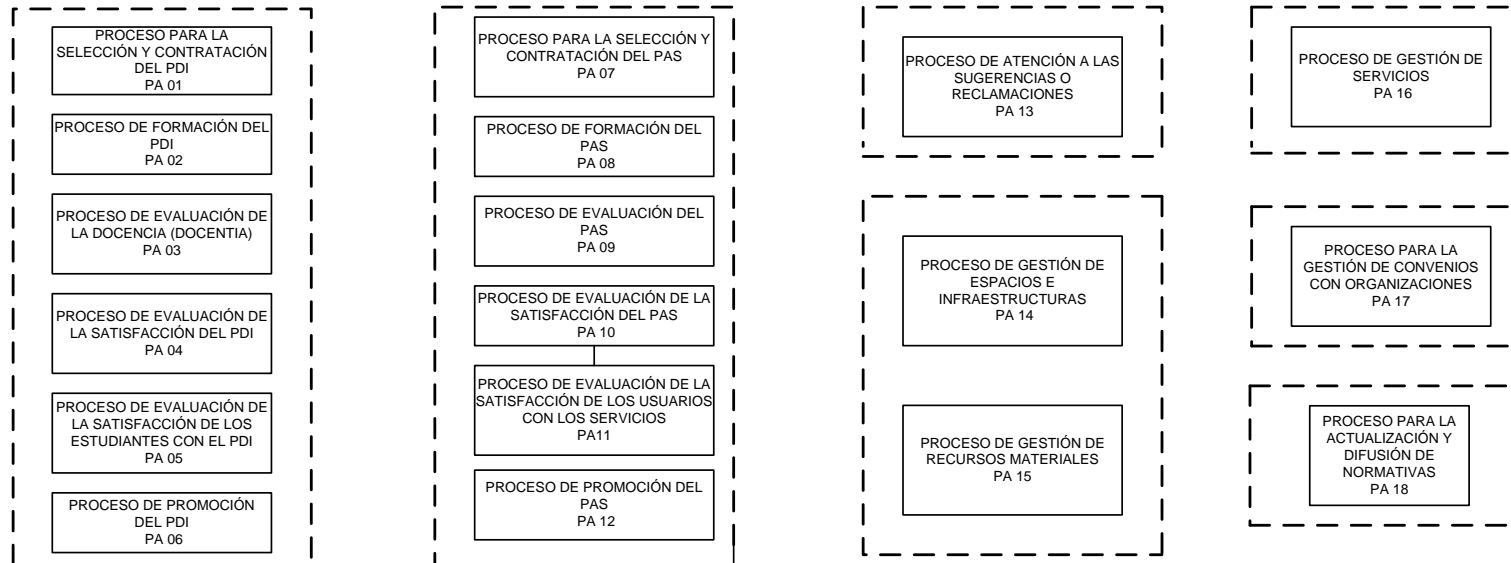 PROCESO PARA LA
SELECCIÓN Y CONTRATACIÓN
DEL PDI
PA 01
PROCESO DE FORMACIÓN DEL
PDI
PA 02
PROCESO DE EVALUACIÓN DE
LA DOCENCIA (DOCENTIA)
PA 03
PROCESO DE EVALUACIÓN DE
LA SATISFACCIÓN DEL PDI
PA 04
PROCESO DE EVALUACIÓN DE
LA SATISFACCIÓN DE LOS
ESTUDIANTES CON EL PDI
PA 05
PROCESO DE PROMOCIÓN
DEL PDI
PA 06
PROCESO PARA LA SELECCIÓN Y
CONTRATACIÓN DEL PAS
PA 07
PROCESO DE FORMACIÓN DEL
PAS
PA 08
PROCESO DE EVALUACIÓN DEL
PAS
PA 09
PROCESO DE EVALUACIÓN DE LA
SATISFACCIÓN DEL PAS
PA 10
PROCESO DE EVALUACIÓN DE LA
SATISFACCIÓN DE LOS USUARIOS
CON LOS SERVICIOS
PA11
PROCESO DE PROMOCIÓN DEL
PAS
PA 12
PROCESO DE ATENCIÓN A LAS
SUGERENCIAS O
RECLAMACIONES
PA 13
PROCESO DE GESTIÓN DE
ESPACIOS E
INFRAESTRUCTURAS
PA 14
PROCESO DE GESTIÓN DE
RECURSOS MATERIALES
PA 15
PROCESO DE GESTIÓN DE
SERVICIOS
PA 16
PROCESO PARA LA
GESTIÓN DE CONVENIOS
CON ORGANIZACIONES
PA 17
PROCESO PARA LA
ACTUALIZACIÓN Y
DIFUSIÓN DE
NORMATIVAS
PA 18